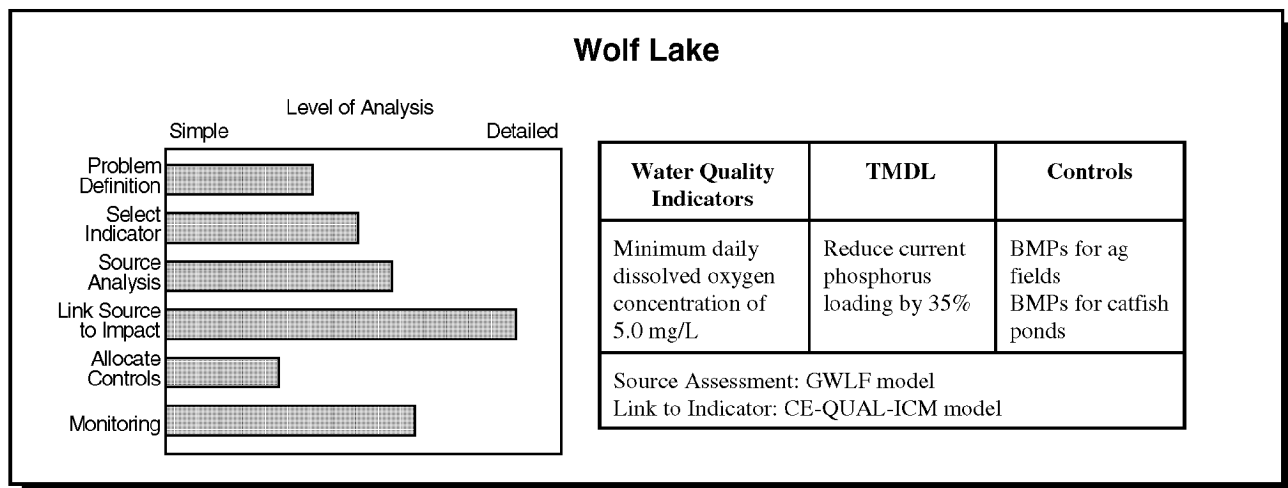 Wolf Lake
Level of Analysis
Simple
Detailed
Problem
Definition
Select
Indicator
Source
Analysis
Link Source
to Impact
Allocate
Controls
Monitoring
Water Quality
Indicators
TMDL
Controls
Minimum daily
dissolved oxygen
concentration of
5.0 mg/L
Reduce current
phosphorus
loading by 35%
BMPs for ag
fields
BMPs for catfish
ponds
Source Assessment: GWLF model
Link to Indicator: CE-QUAL-ICM model